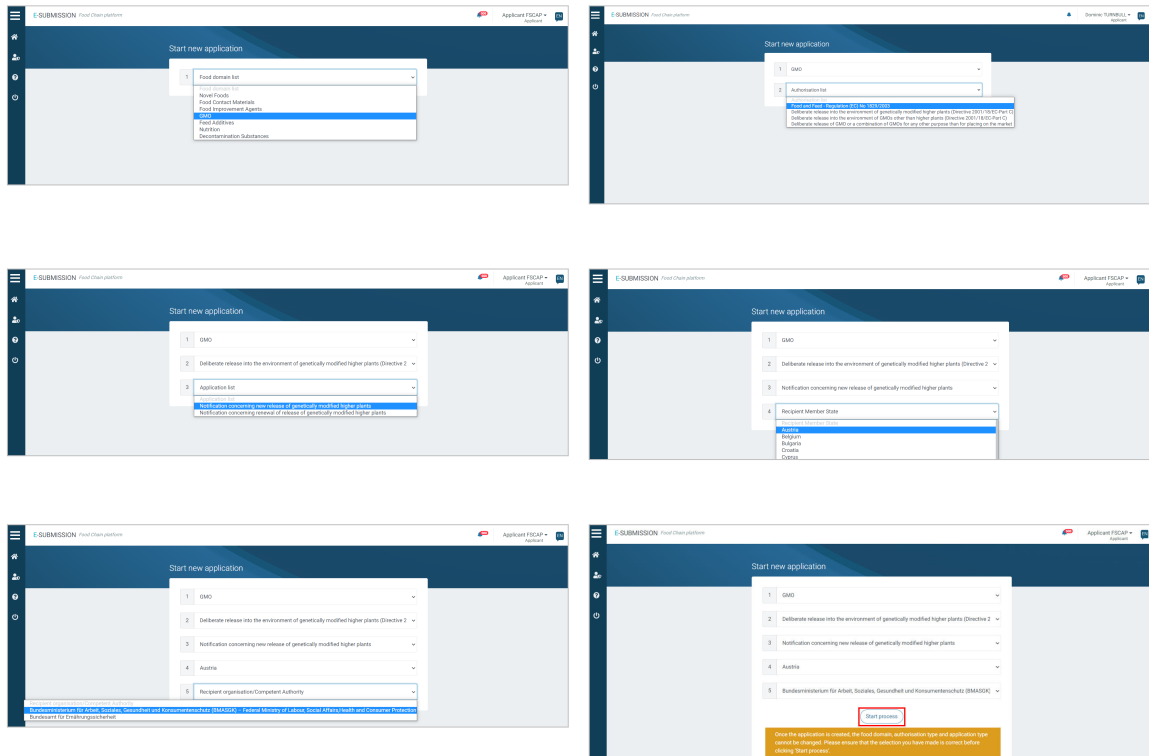 E-SUBMISSION Food Chain platform
Applicant FSCAP
EN
Applicant
Start new application
1 Food domain list
Food domain list
Novel Foods
Food Contact Materials
Food Improvement Agents
GMO
Feed Additives
Nutrition
Decontamination Substances
E-SUBMISSION Food Chain platform
Dominic TURNBULL
EN
Applicant
Start new application
1 GMO
2 Authorisation list
Authorisation list
Food and Feed - Regulation (EC) No 1829/2003
Deliberate release into the environment of genetically modified higher plants (Directive 2001/18/EC-Part C)
Deliberate release into the environment of GMOs other than higher plants (Directive 2001/18/EC-Part C)
Deliberate release of GMO or a combination of GMOs for any other purpose than for placing on the market
E-SUBMISSION Food Chain platform
Applicant FSCAP
EN
Applicant
Start new application
1 GMO
2 Deliberate release into the environment of genetically modified higher plants (Directive 2
3 Application list
Application list
Notification concerning new release of genetically modified higher plants
Notification concerning renewal of release of genetically modified higher plants
E-SUBMISSION Food Chain platform
Applicant FSCAP
EN
Applicant
Start new application
1 GMO
2 Deliberate release into the environment of genetically modified higher plants (Directive 2
3 Notification concerning new release of genetically modified higher plants
4 Recipient Member State
Recipient Member State
Austria
Belgium
Bulgaria
Croatia
Cyprus
E-SUBMISSION Food Chain platform
Applicant FSCAP
EN
Applicant
Start new application
1 GMO
2 Deliberate release into the environment of genetically modified higher plants (Directive 2
3 Notification concerning new release of genetically modified higher plants
4 Austria
5 Recipient organisation/Competent Authority
Recipient organisation/Competent Authority
Bundesministerium für Arbeit, Soziales, Gesundheit und Konsumentenschutz (BMASGK) – Federal Ministry of Labour, Social Affairs,Health and Consumer Protection
Bundesamt für Ernährungssicherheit
E-SUBMISSION Food Chain platform
Applicant FSCAP
EN
Applicant
Start new application
1 GMO
2 Deliberate release into the environment of genetically modified higher plants (Directive 2
3 Notification concerning new release of genetically modified higher plants
4 Austria
5 Bundesministerium für Arbeit, Soziales, Gesundheit und Konsumentenschutz (BMASGK)
Start process
Once the application is created, the food domain, authorisation type and application type
cannot be changed. Please ensure that the selection you have made is correct before
clicking 'Start process'.